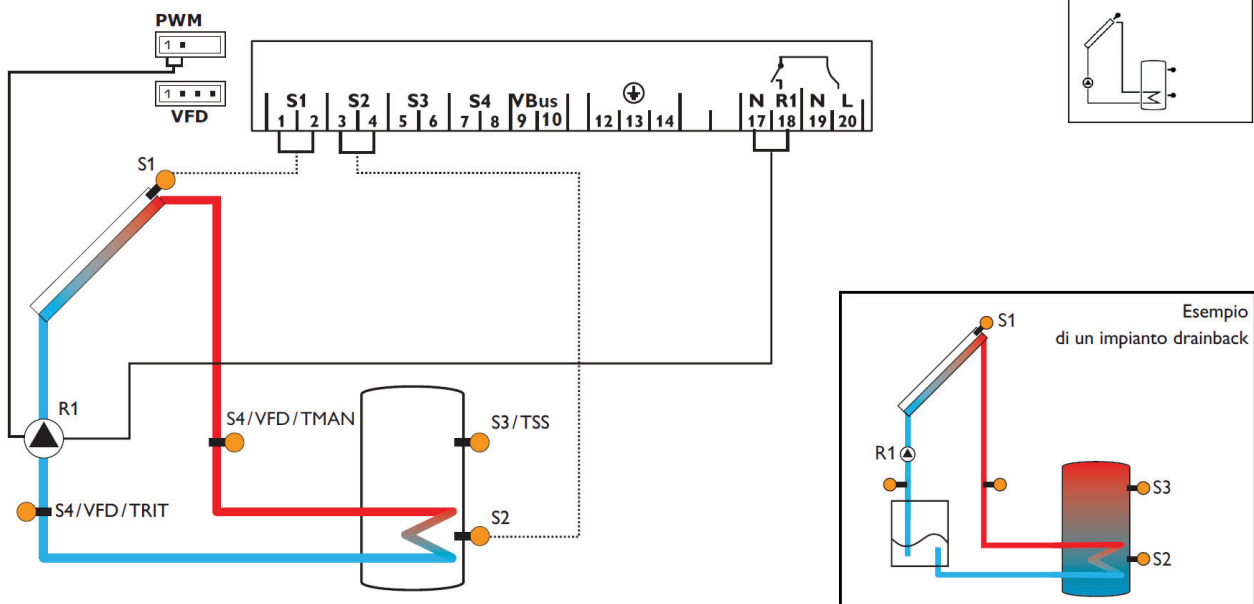 PWM
1
VFD
1
S1 S2 S3 S4 VBus N R1 N L
1 2 3 4 5 6 7 8 9 10 12 13 14 17 18 19 20
S1
R1
S4/VFD/TMAN
S3/TSS
S4/VFD/TRIT
S2
Esempio
di un impianto drainback
S1
R1
S3
S2